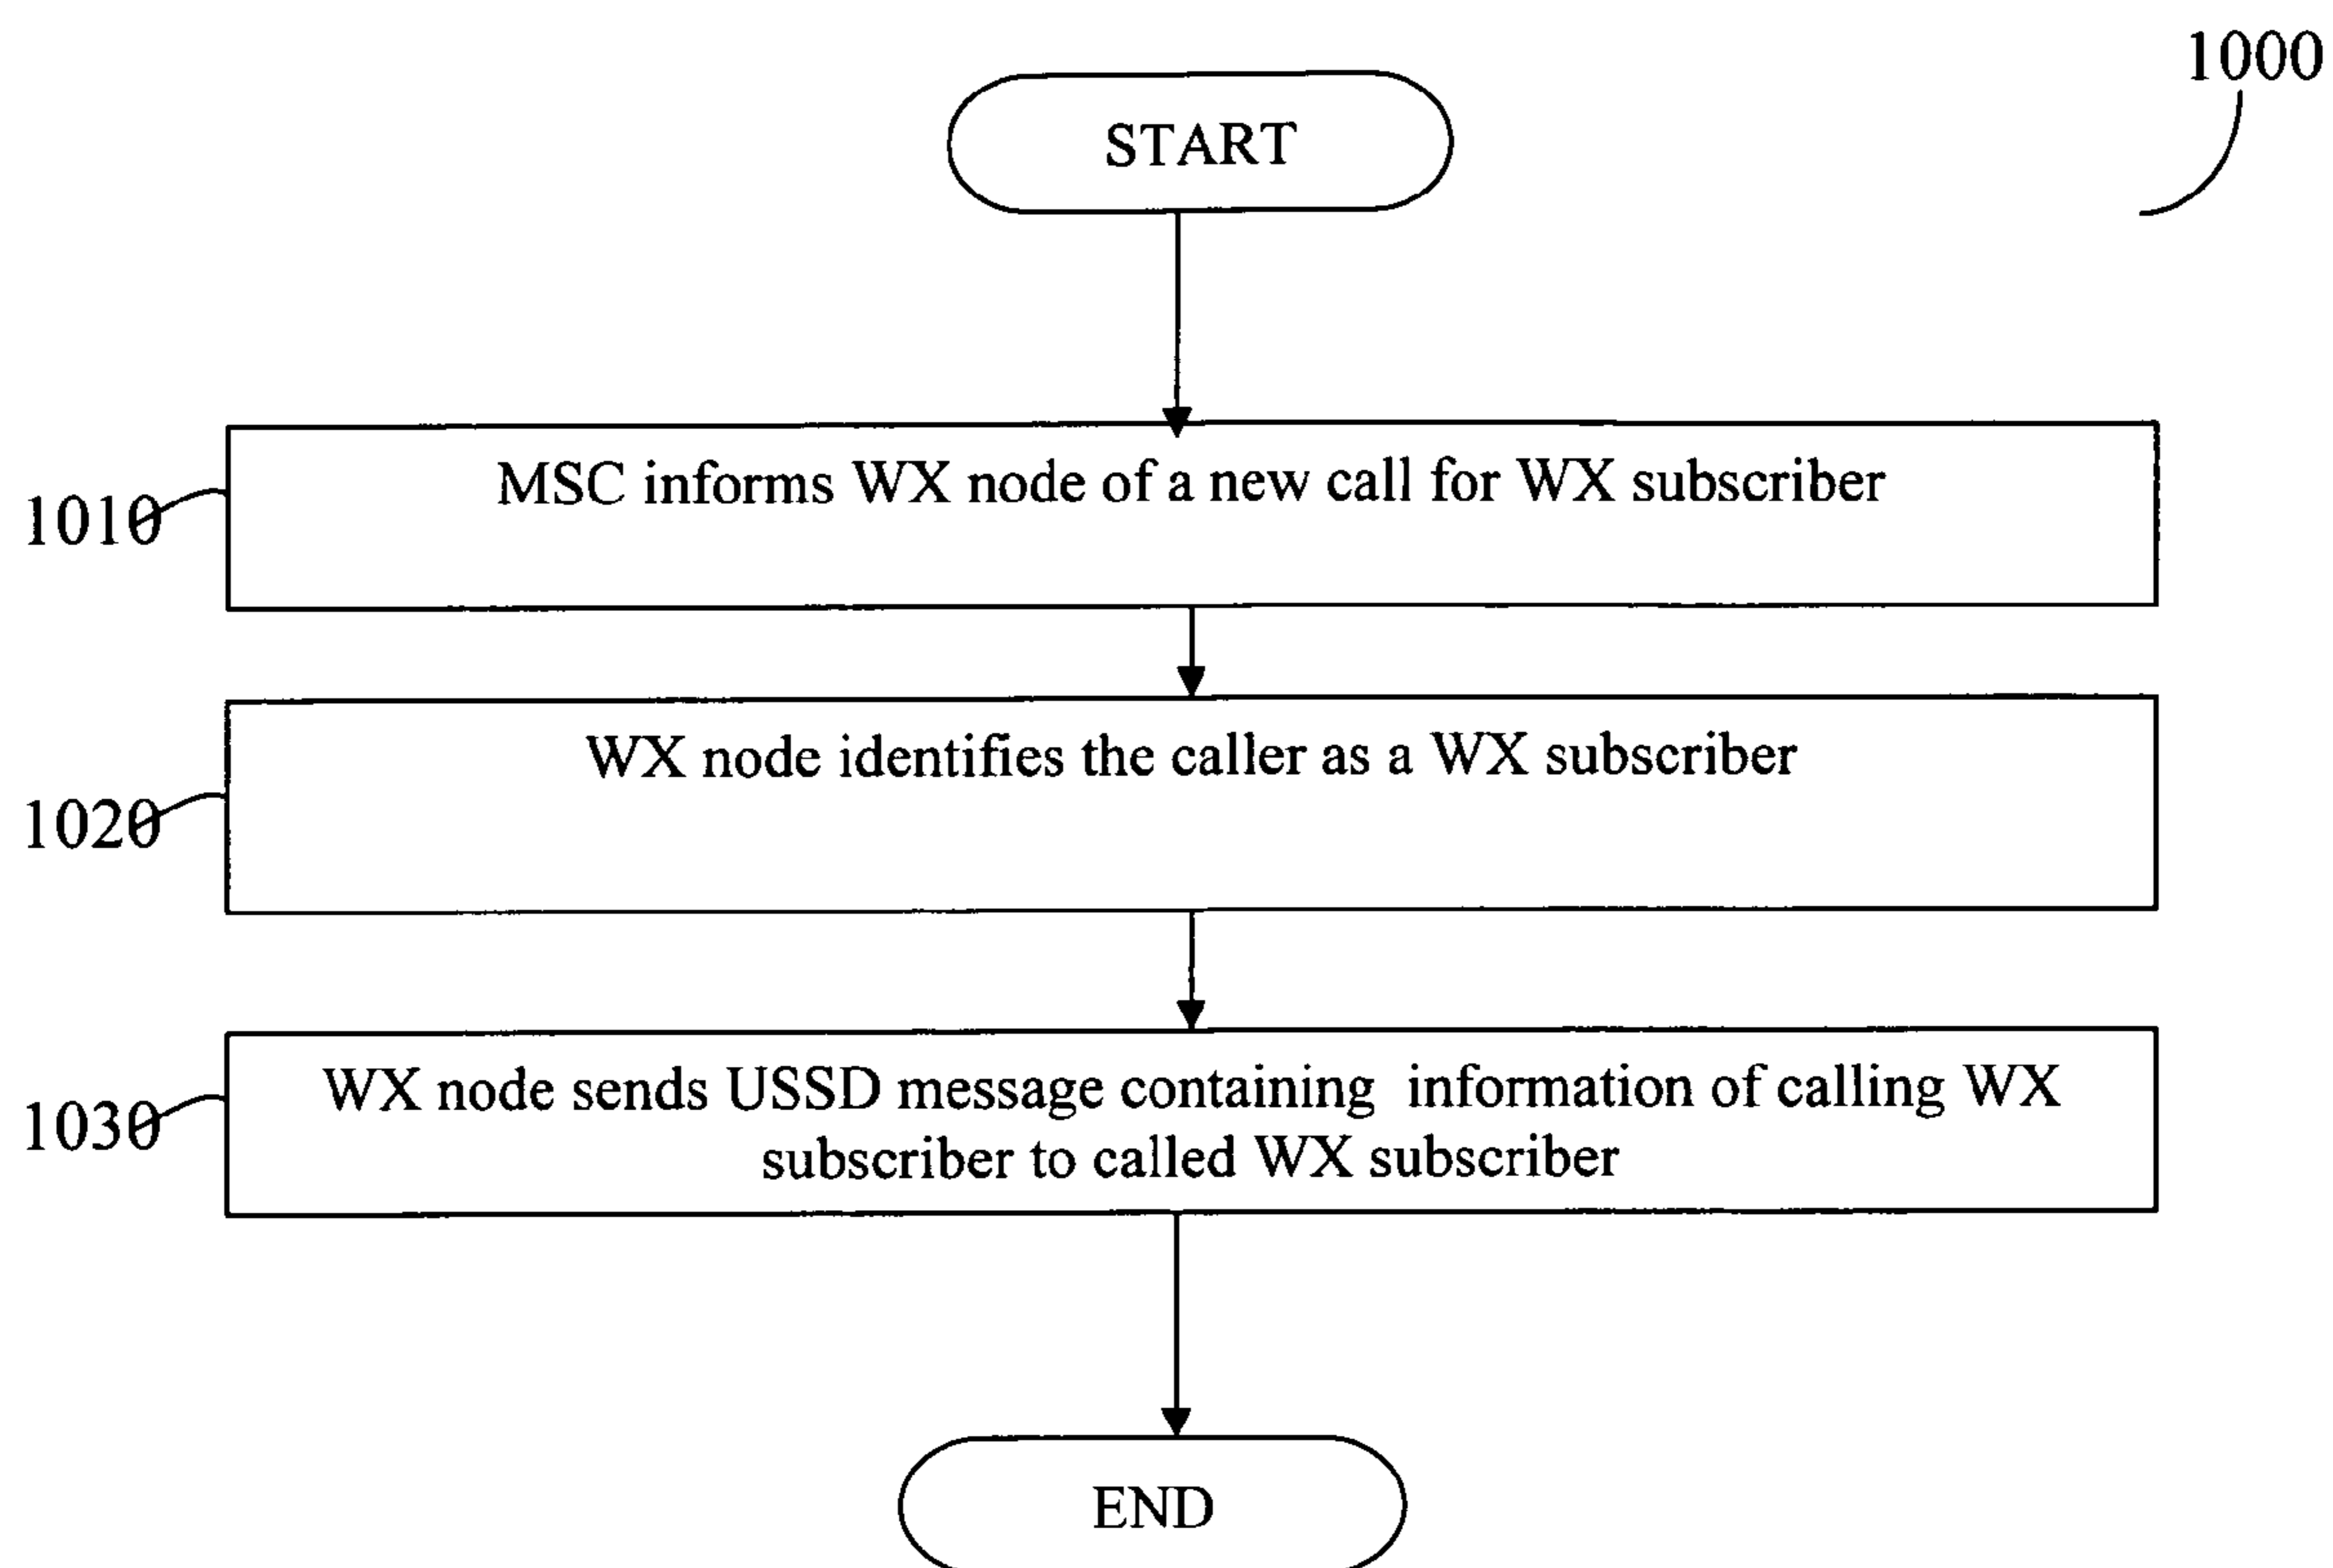 1000
START
MSC informs WX node of a new call for WX subscriber
1010
WX node identifies the caller as a WX subscriber
1020
WX node sends USSD message containing information of calling WX
subscriber to called WX subscriber
1030
END